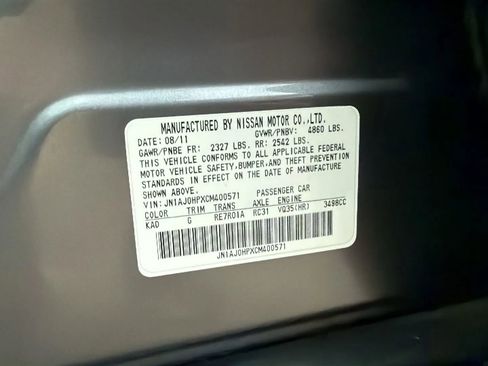 MANUFACTURED BY NISSAN MOTOR CO.,LTD.
DATE: 08/11 GVWR/PNBV: 4860 LBS.
GAWR/PNBE FR: 2327 LBS. RR: 2542 LBS.
THIS VEHICLE CONFORMS TO ALL APPLICABLE FEDERAL
MOTOR VEHICLE SAFETY,BUMPER,AND THEFT PREVENTION
STANDARDS IN EFFECT ON THE DATE OF MANUFACTURE
SHOWN ABOVE.
VIN: JN1AJ0HPXCM400571 PASSENGER CAR
COLOR TRIM TRANS AXLE ENGINE
KAD G RE7R01A RC31 VQ35(HR) 3498CC
JN1AJ0HPXCM400571